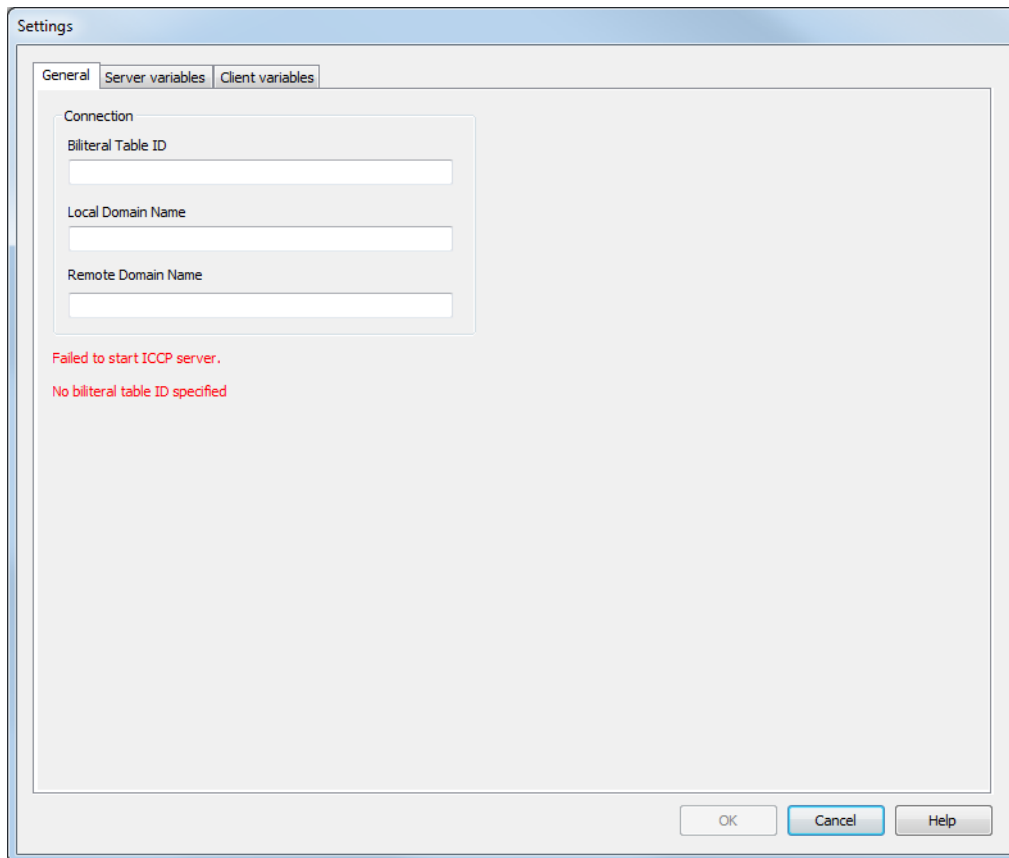 Settings
General Server variables Client variables
Connection
Biliteral Table ID
Local Domain Name
Remote Domain Name
Failed to start ICCP server.
No biliteral table ID specified
OK Cancel Help